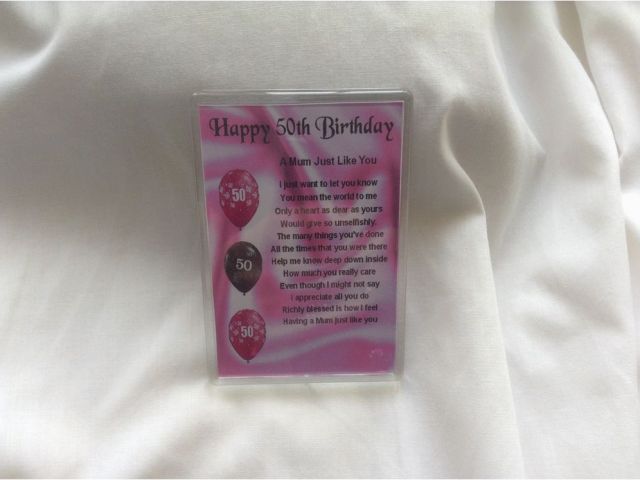 Happy 50th Birthday
A Mum Just Like You
I just want to let you know
You mean the world to me
Only a heart as dear as yours
Would give so unselfishly.
The many things you've done
All the times that you were there
Help me know deep down inside
How much you really care
Even though I might not say
i appreciate all you do
Richly blessed is how I feel
Having a Mum just like you
50
50
50